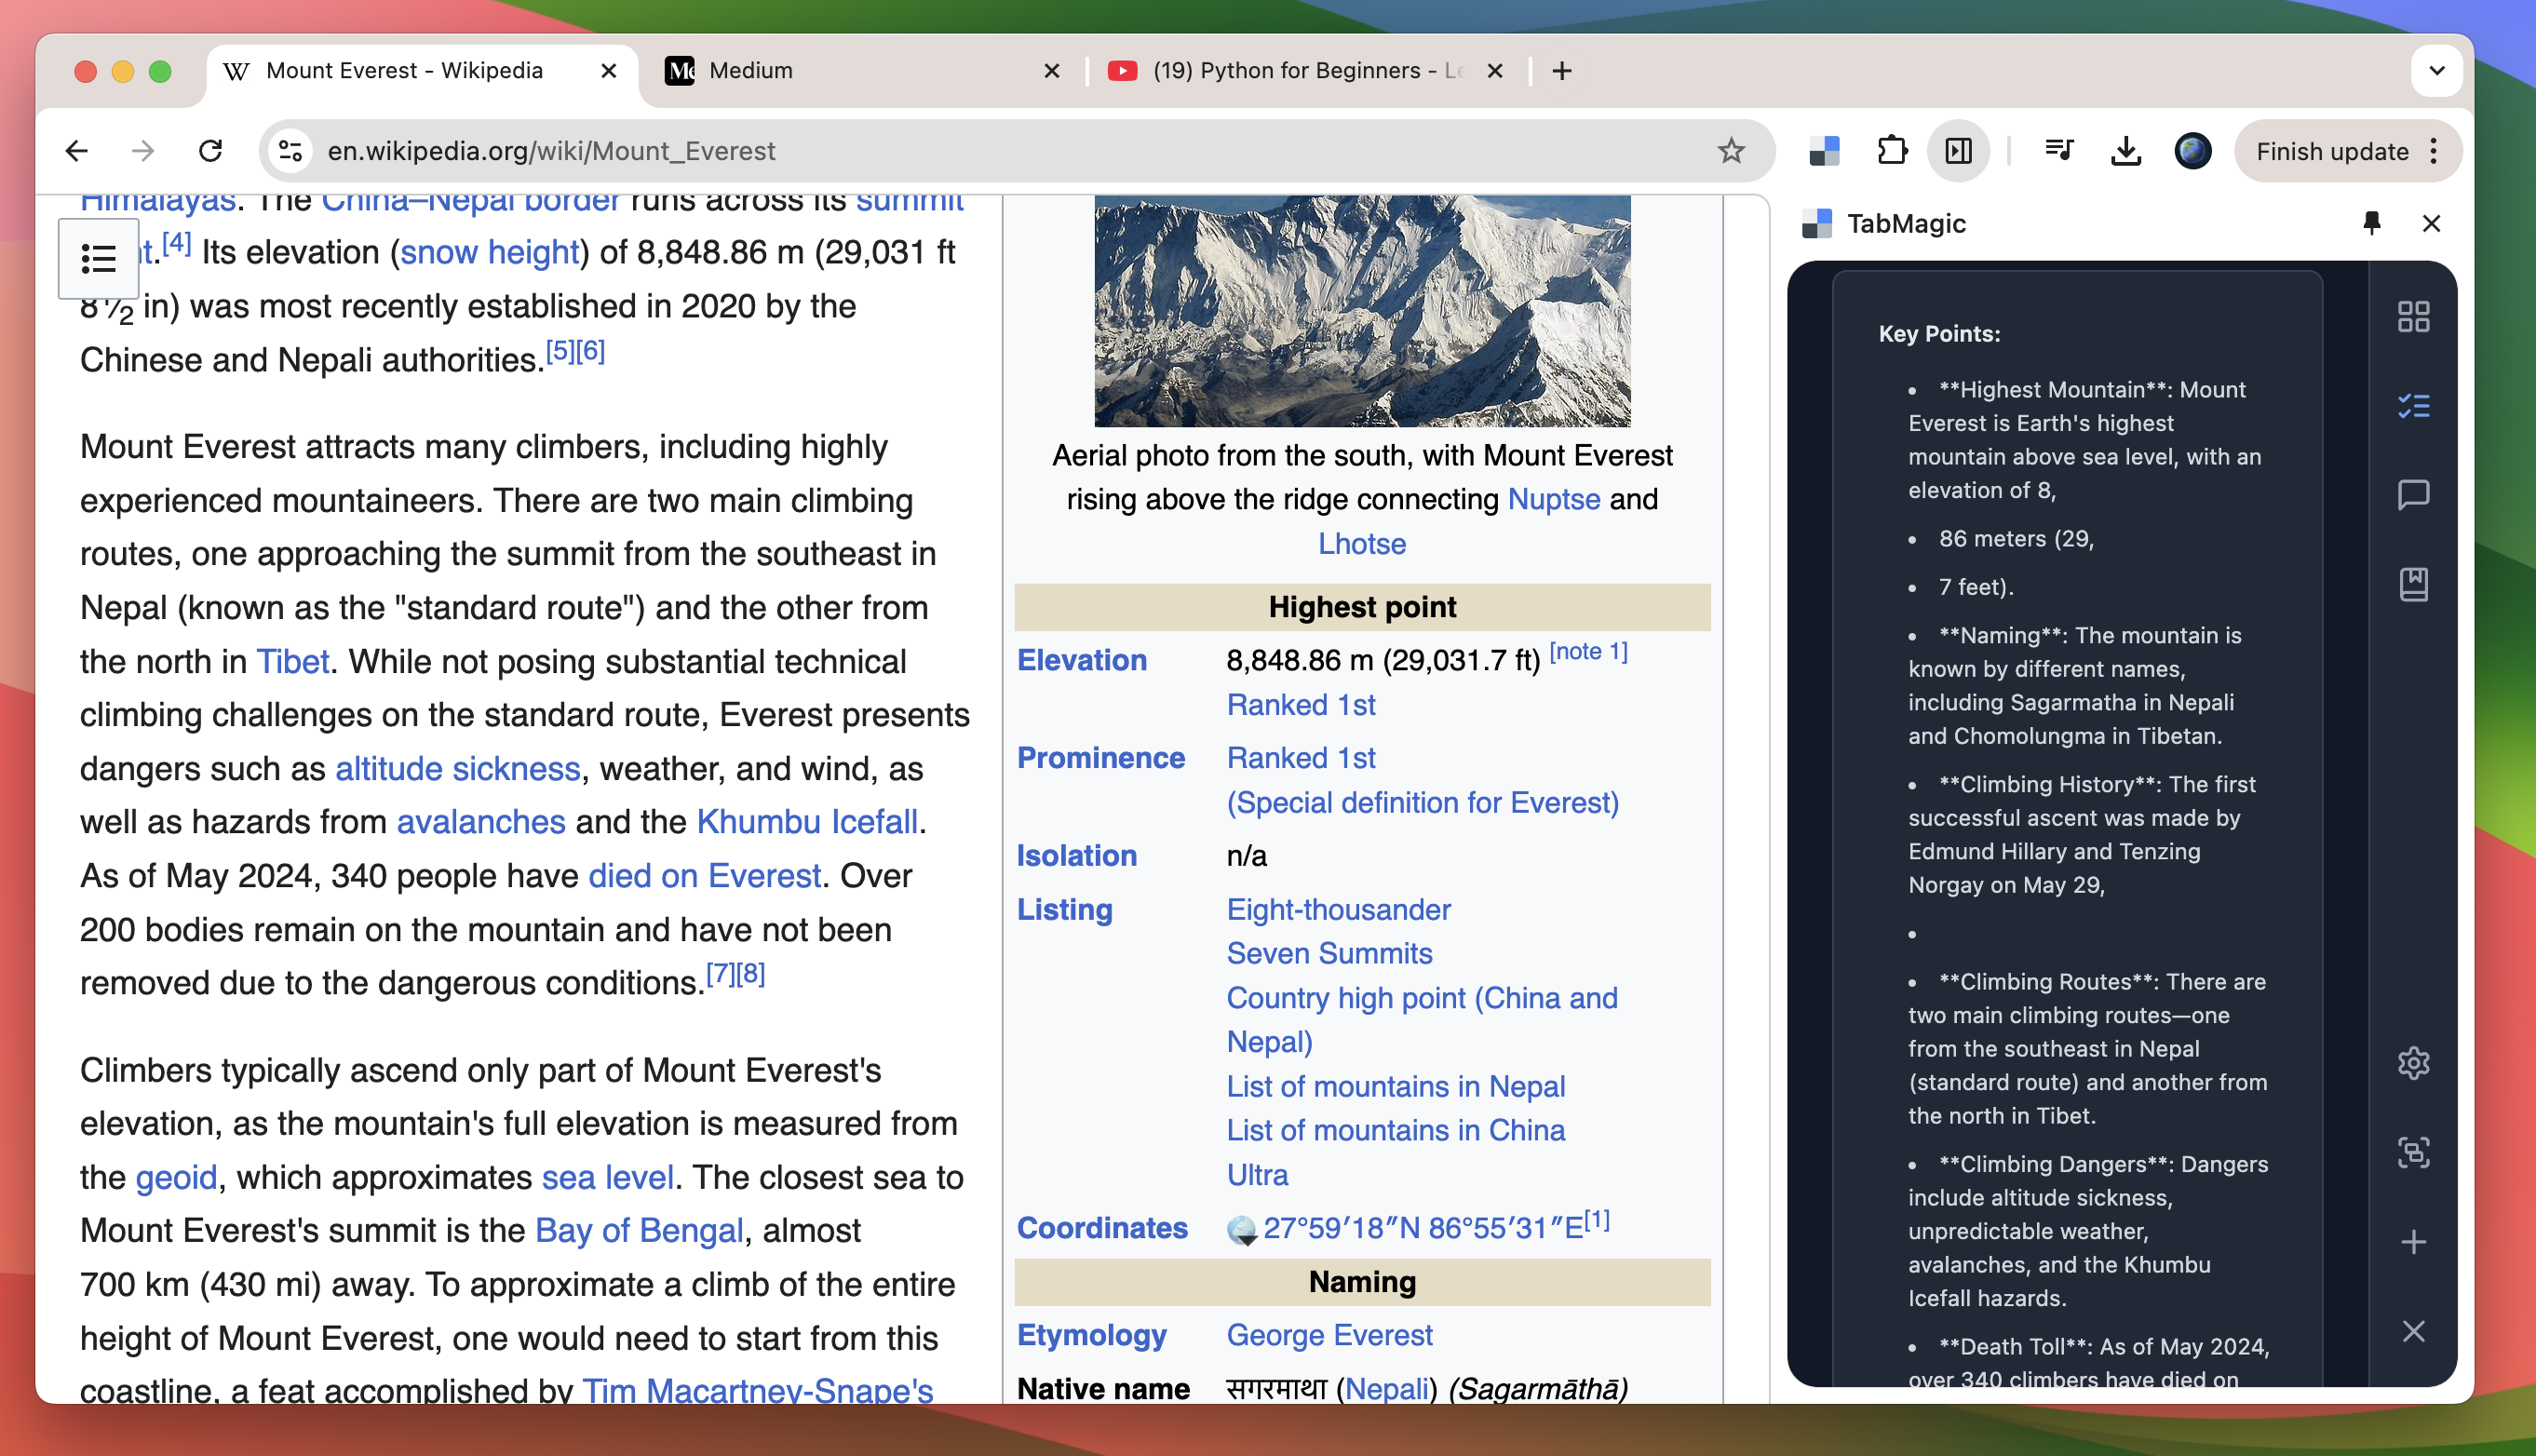 Mount Everest - Wikipedia
Medium
(19) Python for Beginners - Le
en.wikipedia.org/wiki/Mount_Everest
Finish update
Himalayas. The China–Nepal border runs across its summit
t.[4] Its elevation (snow height) of 8,848.86 m (29,031 ft
8 1⁄2 in) was most recently established in 2020 by the
Chinese and Nepali authorities.[5][6]
Mount Everest attracts many climbers, including highly
experienced mountaineers. There are two main climbing
routes, one approaching the summit from the southeast in
Nepal (known as the "standard route") and the other from
the north in Tibet. While not posing substantial technical
climbing challenges on the standard route, Everest presents
dangers such as altitude sickness, weather, and wind, as
well as hazards from avalanches and the Khumbu Icefall.
As of May 2024, 340 people have died on Everest. Over
200 bodies remain on the mountain and have not been
removed due to the dangerous conditions.[7][8]
Climbers typically ascend only part of Mount Everest's
elevation, as the mountain's full elevation is measured from
the geoid, which approximates sea level. The closest sea to
Mount Everest's summit is the Bay of Bengal, almost
700 km (430 mi) away. To approximate a climb of the entire
height of Mount Everest, one would need to start from this
coastline, a feat accomplished by Tim Macartney-Snape's
Aerial photo from the south, with Mount Everest
rising above the ridge connecting Nuptse and
Lhotse
Highest point
Elevation 8,848.86 m (29,031.7 ft) [note 1]
Ranked 1st
Prominence Ranked 1st
(Special definition for Everest)
Isolation n/a
Listing Eight-thousander
Seven Summits
Country high point (China and
Nepal)
List of mountains in Nepal
List of mountains in China
Ultra
Coordinates 27°59′18″N 86°55′31″E[1]
Naming
Etymology George Everest
Native name सगरमाथा (Nepali) (Sagarmāthā)
TabMagic
Key Points:
• **Highest Mountain**: Mount
Everest is Earth's highest
mountain above sea level, with an
elevation of 8,
• 86 meters (29,
• 7 feet).
• **Naming**: The mountain is
known by different names,
including Sagarmatha in Nepali
and Chomolungma in Tibetan.
• **Climbing History**: The first
successful ascent was made by
Edmund Hillary and Tenzing
Norgay on May 29,
•
• **Climbing Routes**: There are
two main climbing routes—one
from the southeast in Nepal
(standard route) and another from
the north in Tibet.
• **Climbing Dangers**: Dangers
include altitude sickness,
unpredictable weather,
avalanches, and the Khumbu
Icefall hazards.
• **Death Toll**: As of May 2024,
over 340 climbers have died on